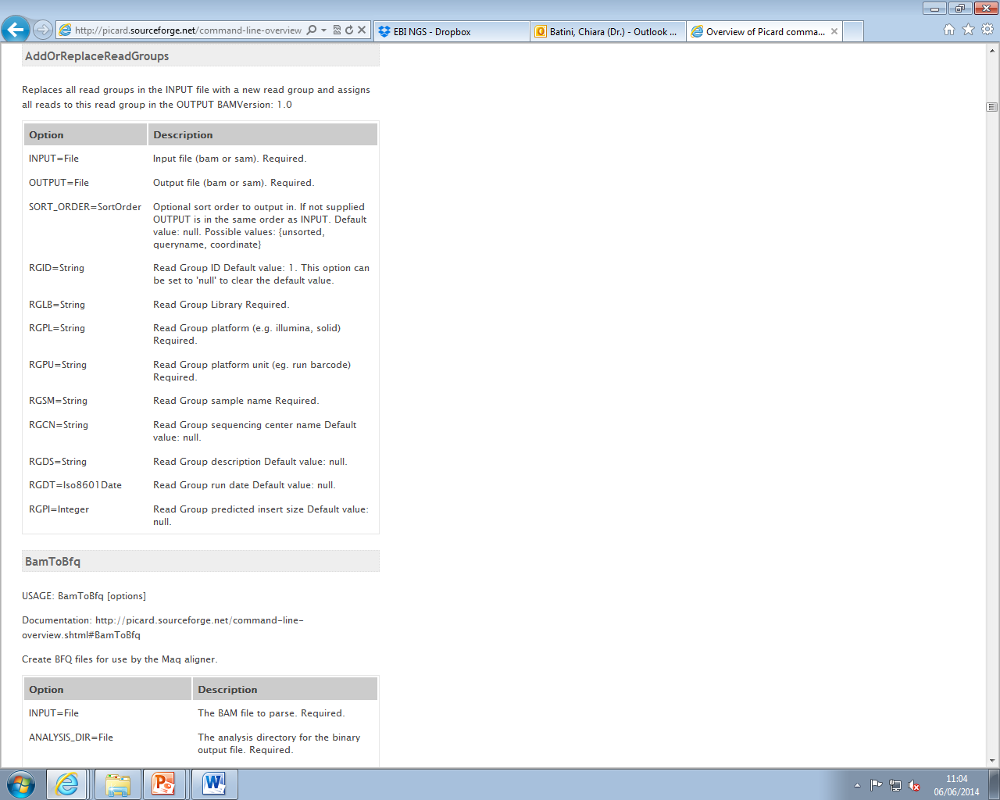 http://picard.sourceforge.net/command-line-overview
EBI NGS - Dropbox
Batini, Chiara (Dr.) - Outlook ...
Overview of Picard comma...
AddOrReplaceReadGroups
Replaces all read groups in the INPUT file with a new read group and assigns
all reads to this read group in the OUTPUT BAMVersion: 1.0
Option Description
INPUT=File Input file (bam or sam). Required.
OUTPUT=File Output file (bam or sam). Required.
SORT_ORDER=SortOrder Optional sort order to output in. If not supplied
OUTPUT is in the same order as INPUT. Default
value: null. Possible values: {unsorted,
queryname, coordinate}
RGID=String Read Group ID Default value: 1. This option can
be set to 'null' to clear the default value.
RGLB=String Read Group Library Required.
RGPL=String Read Group platform (e.g. illumina, solid)
Required.
RGPU=String Read Group platform unit (eg. run barcode)
Required.
RGSM=String Read Group sample name Required.
RGCN=String Read Group sequencing center name Default
value: null.
RGDS=String Read Group description Default value: null.
RGDT=Iso8601Date Read Group run date Default value: null.
RGPI=Integer Read Group predicted insert size Default value:
null.
BamToBfq
USAGE: BamToBfq [options]
Documentation: http://picard.sourceforge.net/command-line-
overview.shtml#BamToBfq
Create BFQ files for use by the Maq aligner.
Option Description
INPUT=File The BAM file to parse. Required.
ANALYSIS_DIR=File The analysis directory for the binary
output file. Required.
11:04
06/06/2014